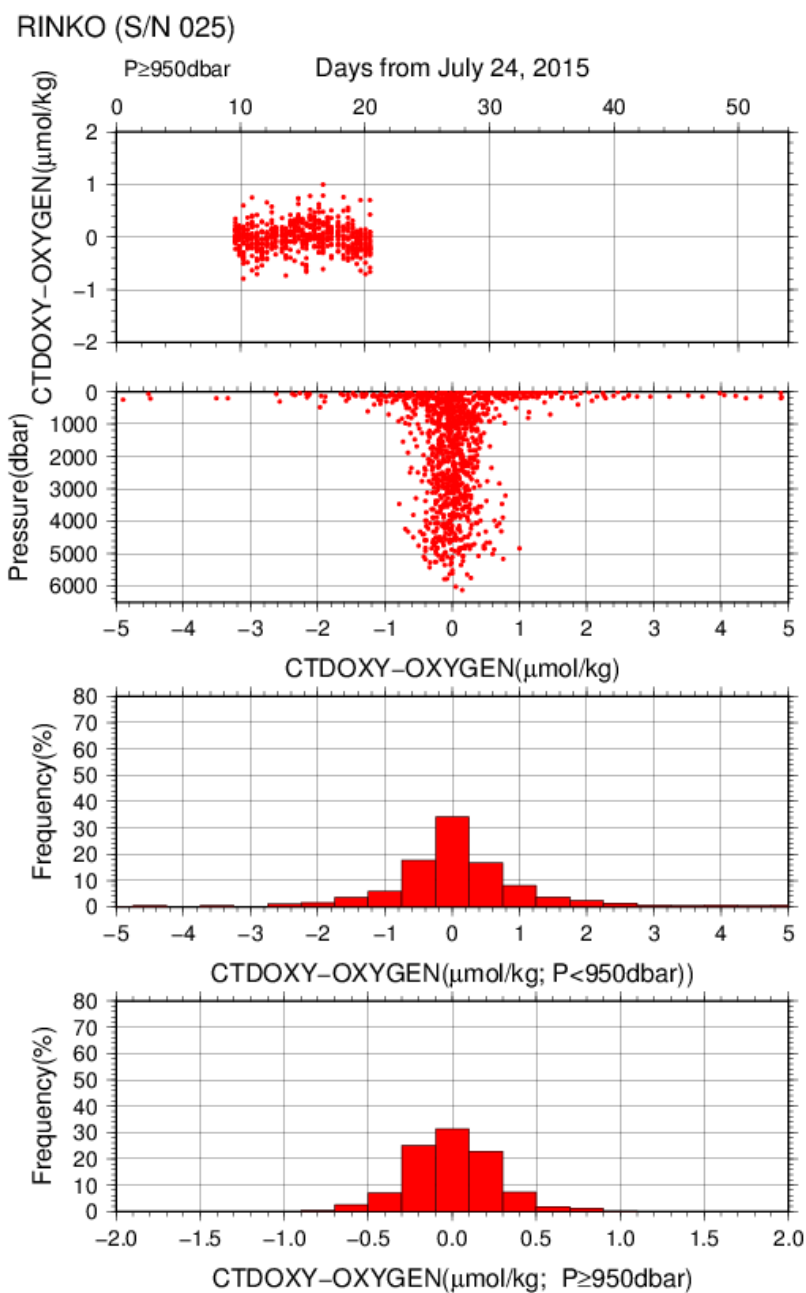 RINKO (S/N 025)
P≥950dbar Days from July 24, 2015
0 10 20 30 40 50
CTDOXY−OXYGEN(μmol/kg)
2
1
0
−1
−2
Pressure(dbar)
0
1000
2000
3000
4000
5000
6000
−5 −4 −3 −2 −1 0 1 2 3 4 5
CTDOXY−OXYGEN(μmol/kg)
Frequency(%)
80
70
60
50
40
30
20
10
0
−5 −4 −3 −2 −1 0 1 2 3 4 5
CTDOXY−OXYGEN(μmol/kg; P<950dbar))
Frequency(%)
80
70
60
50
40
30
20
10
0
−2.0 −1.5 −1.0 −0.5 0.0 0.5 1.0 1.5 2.0
CTDOXY−OXYGEN(μmol/kg; P≥950dbar)